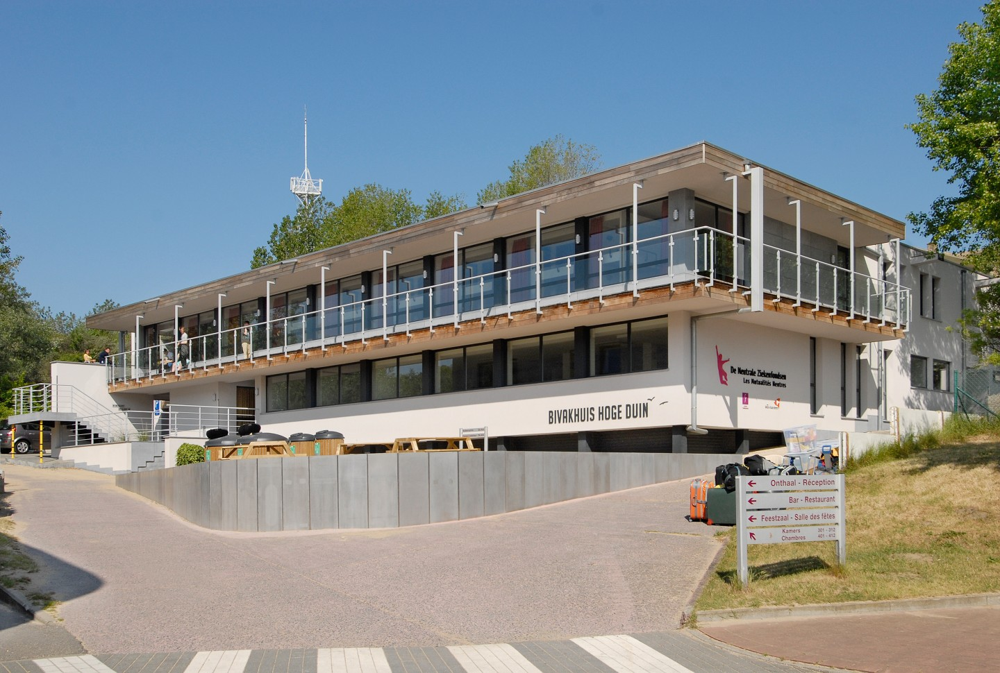 De Neutrale Ziekenfondsen
Les Mutualités Neutres
BIVAKHUIS HOGE DUIN
P
Onthaal - Réception
Bar - Restaurant
Feestzaal - Salle des fêtes
Kamers 301 - 312
Chambres 401 - 412